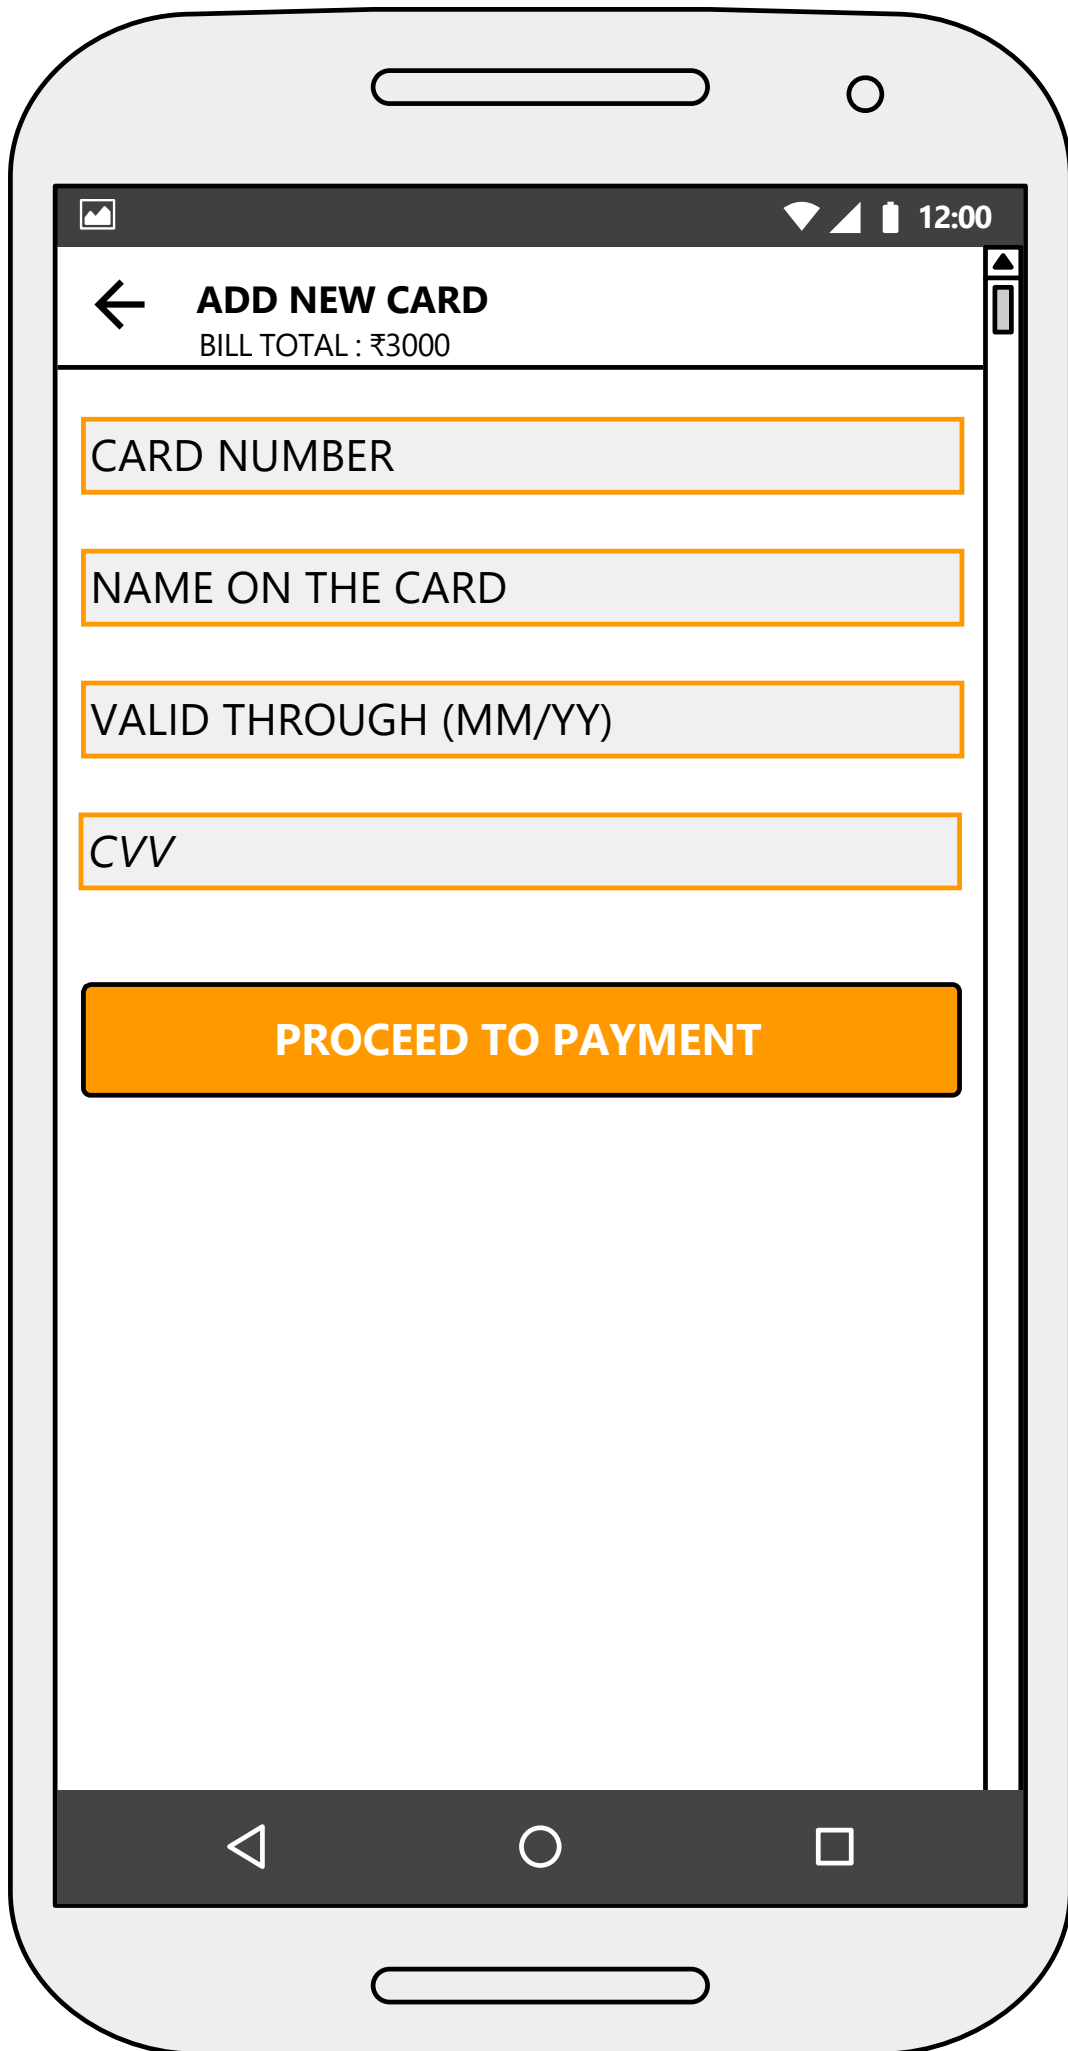 12:00
ADD NEW CARD
BILL TOTAL : ₹3000
CARD NUMBER
NAME ON THE CARD
VALID THROUGH (MM/YY)
CVV
PROCEED TO PAYMENT